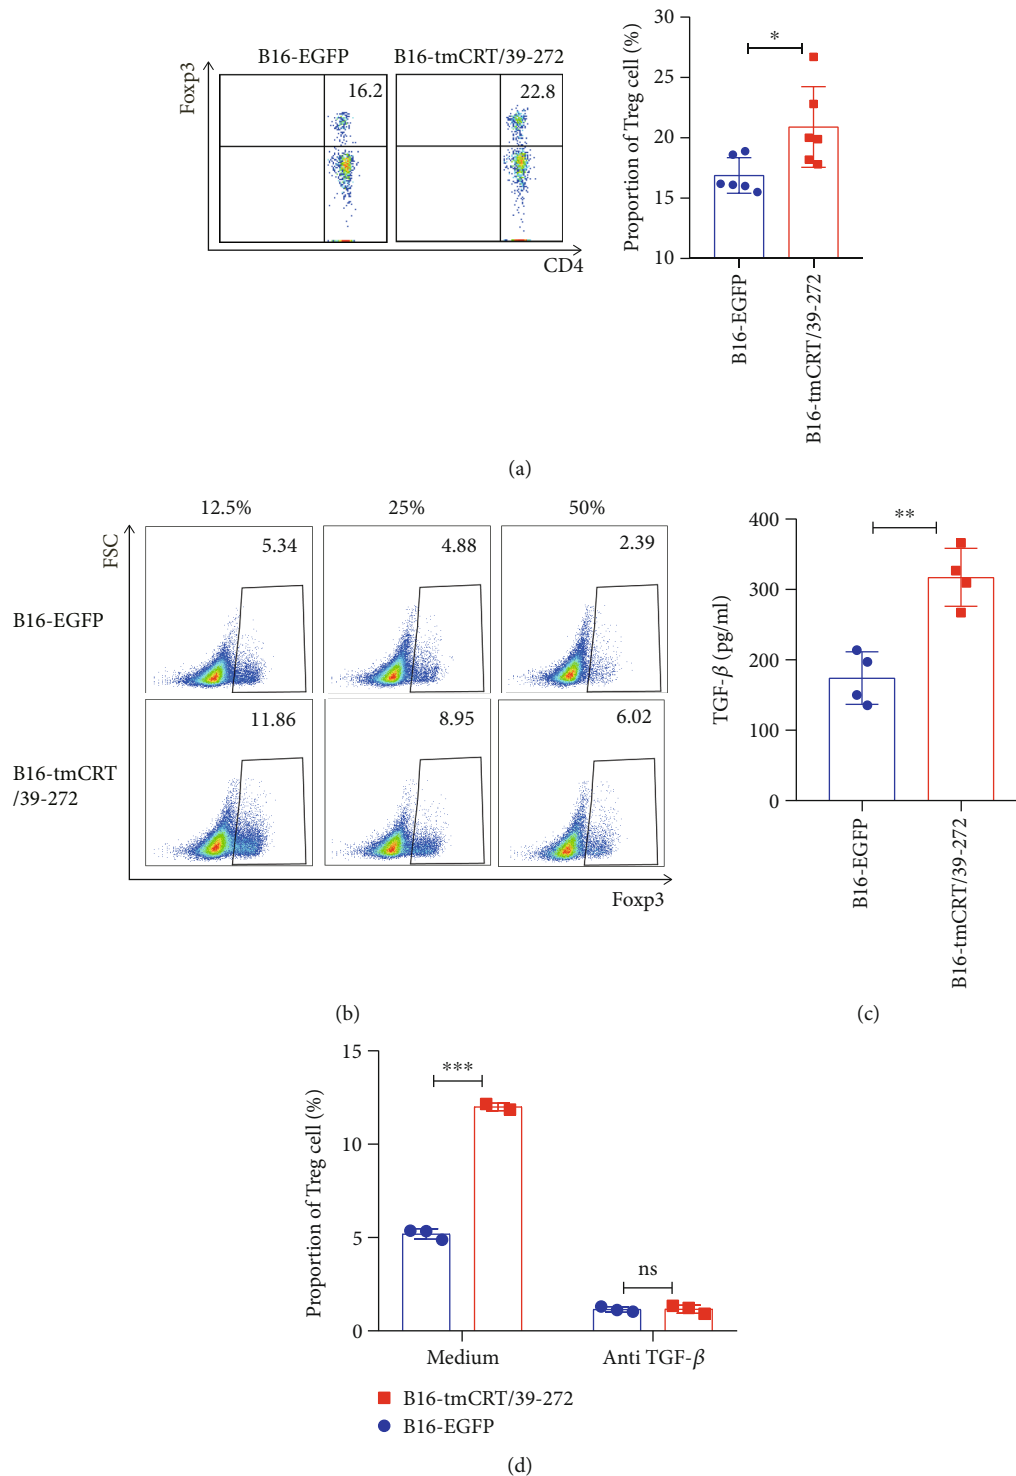 B16-EGFP
B16-tmCRT/39-272
Foxp3
16.2
22.8
CD4
Proportion of Treg cell (%)
30
25
20
15
10
*
B16-EGFP
B16-tmCRT/39-272
(a)
12.5%
25%
50%
FSC
B16-EGFP
5.34
4.88
2.39
B16-tmCRT
/39-272
11.86
8.95
6.02
Foxp3
(b)
TGF-β (pg/ml)
400
300
200
100
0
**
B16-EGFP
B16-tmCRT/39-272
(c)
Proportion of Treg cell (%)
15
10
5
0
***
ns
Medium
Anti TGF-β
B16-tmCRT/39-272
B16-EGFP
(d)